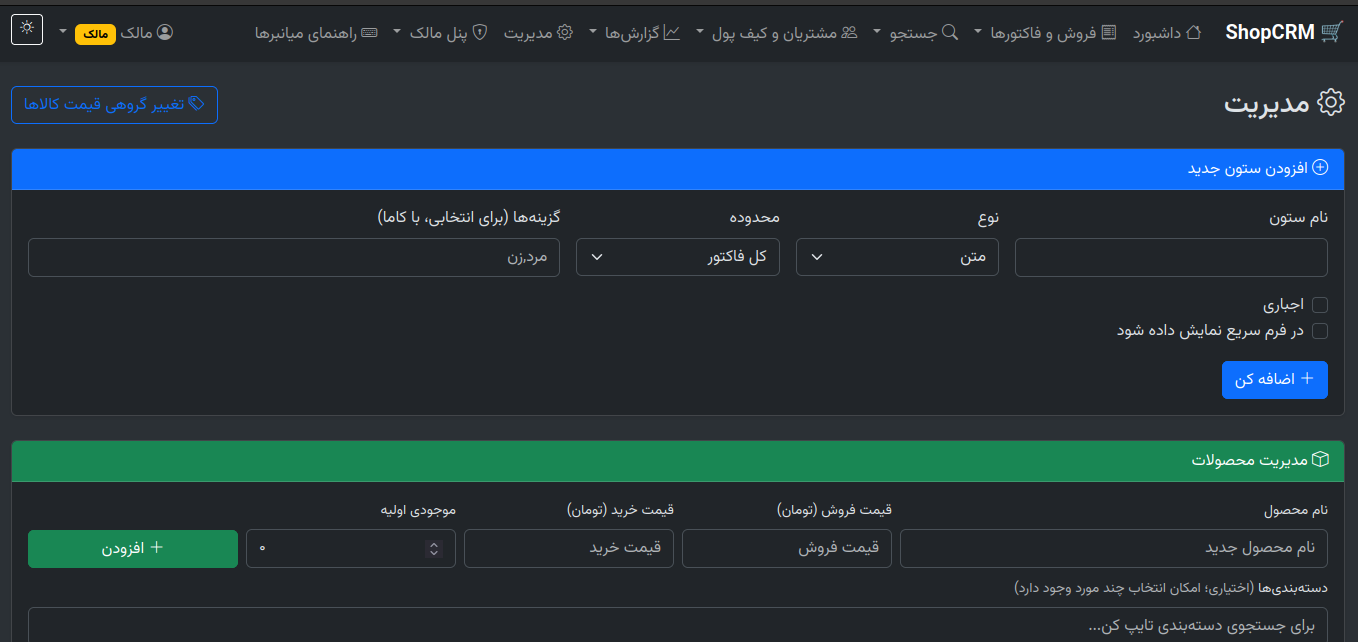 ShopCRM
داشبورد
فروش و فاکتورها
جستجو
مشتریان و کیف پول
گزارش‌ها
مدیریت
پنل مالک
راهنمای میانبرها
مالک مالک
مدیریت
تغییر گروهی قیمت کالاها
افزودن ستون جدید
نام ستون
نوع
محدوده
گزینه‌ها (برای انتخابی، با کاما)
متن
کل فاکتور
مرد,زن
اجباری
در فرم سریع نمایش داده شود
+ اضافه کن
مدیریت محصولات
نام محصول
قیمت فروش (تومان)
قیمت خرید (تومان)
موجودی اولیه
نام محصول جدید
قیمت فروش
قیمت خرید
۰
+ افزودن
دسته‌بندی‌ها (اختیاری؛ امکان انتخاب چند مورد وجود دارد)
برای جستجوی دسته‌بندی تایپ کن...